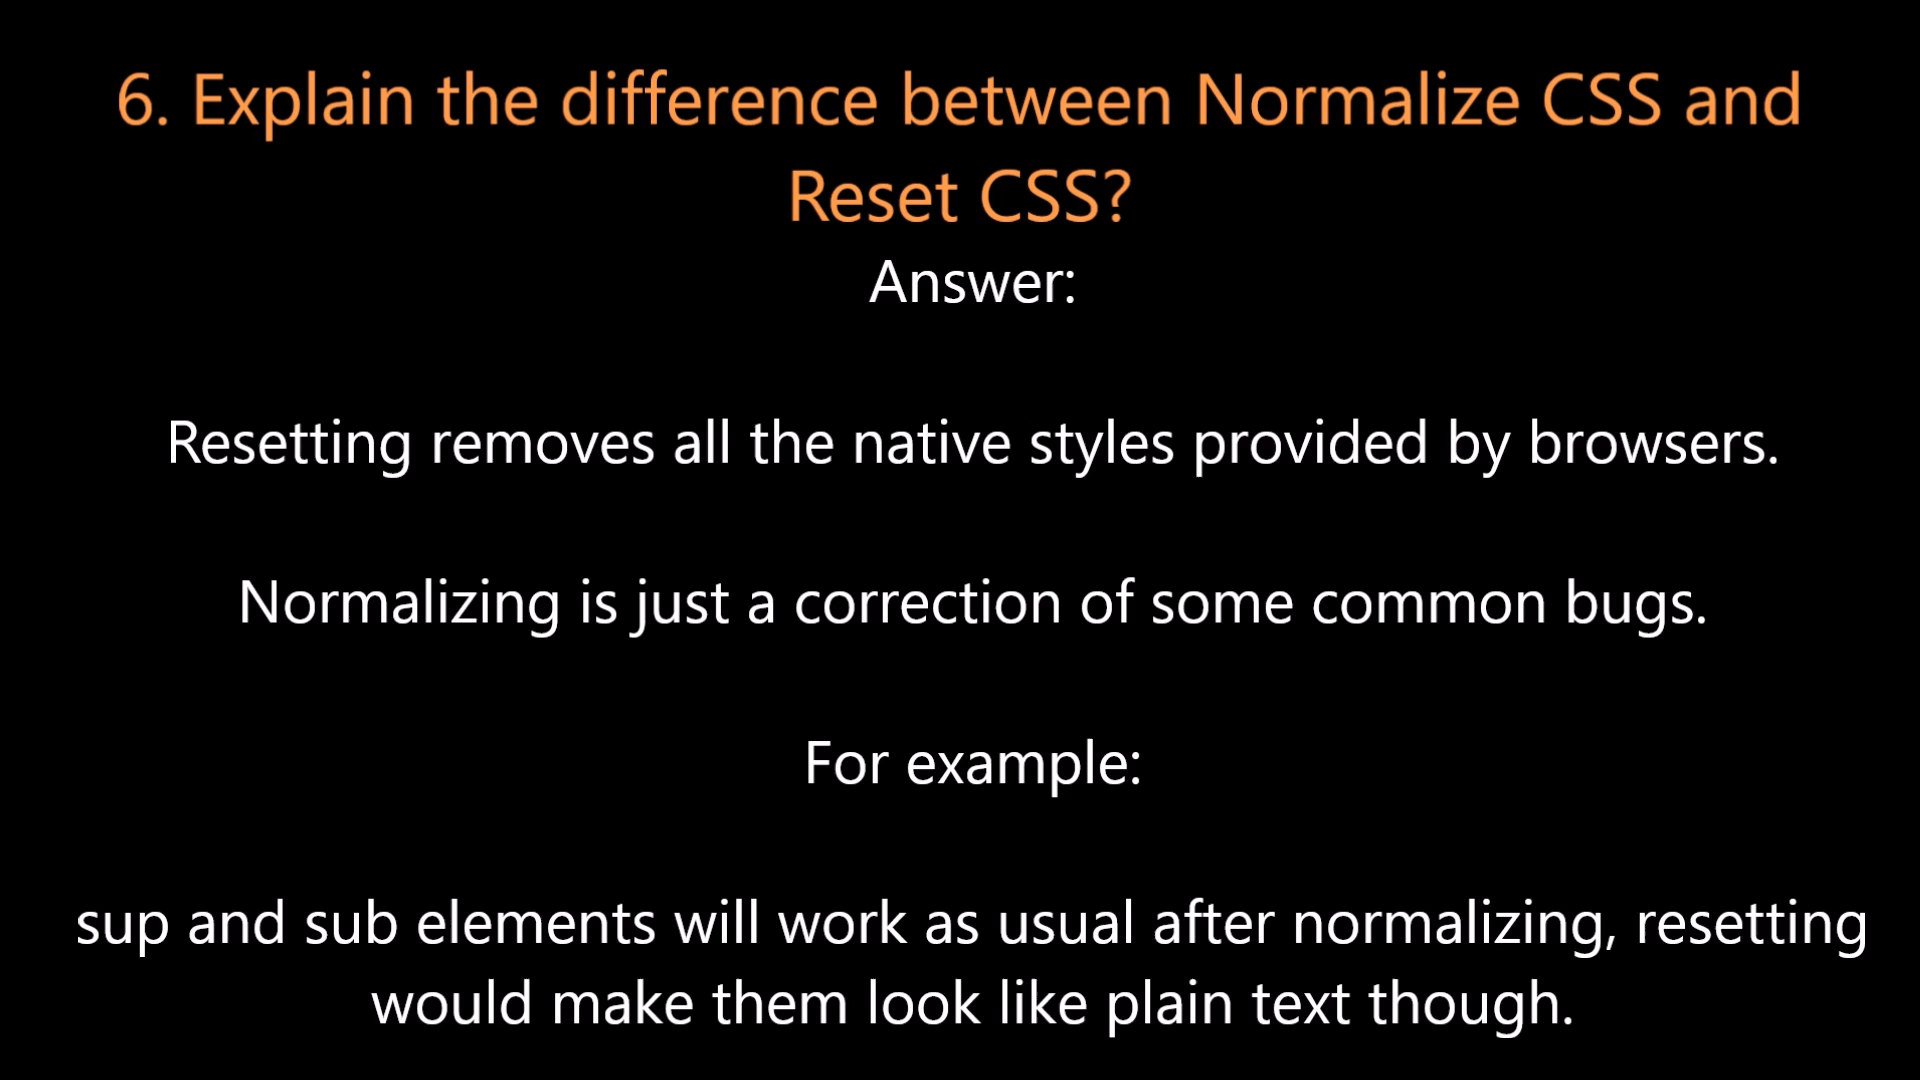 6. Explain the difference between Normalize CSS and
Reset CSS?
Answer:
Resetting removes all the native styles provided by browsers.
Normalizing is just a correction of some common bugs.
For example:
sup and sub elements will work as usual after normalizing, resetting
would make them look like plain text though.